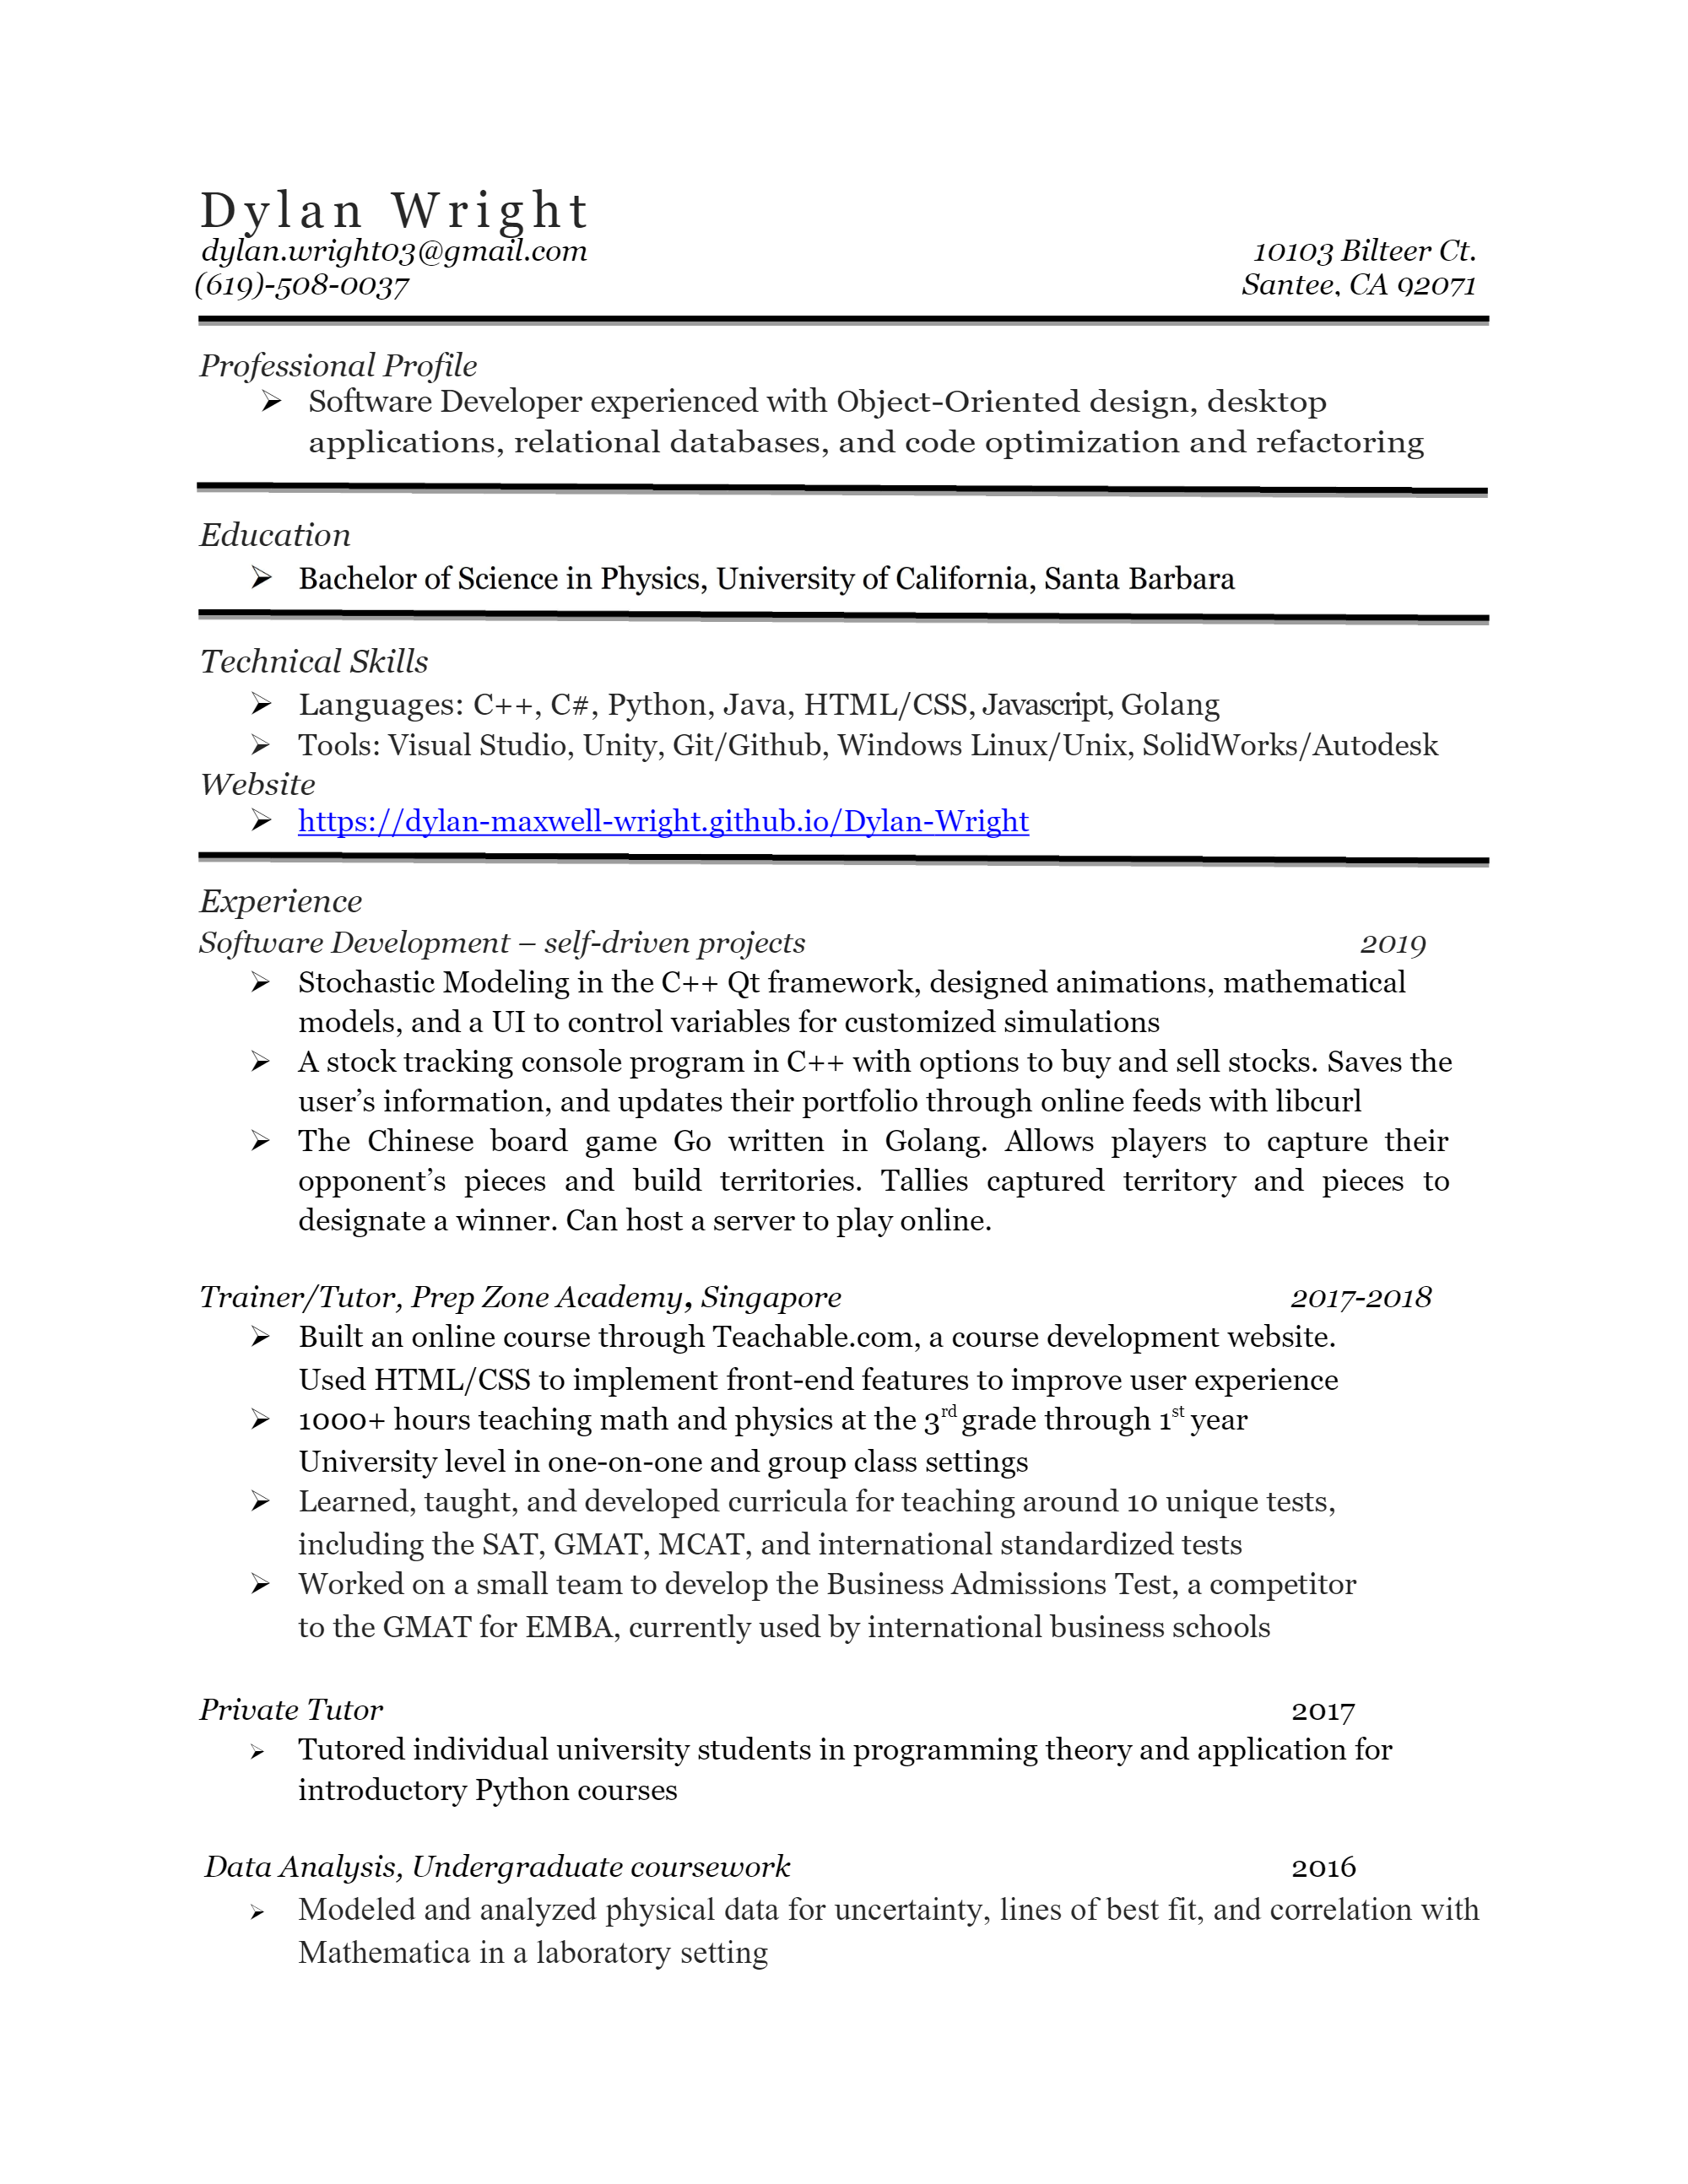 Dylan Wright
dylan.wright03@gmail.com 10103 Bilteer Ct.
(619)-508-0037 Santee, CA 92071
Professional Profile
➢ Software Developer experienced with Object-Oriented design, desktop
applications, relational databases, and code optimization and refactoring
Education
➢ Bachelor of Science in Physics, University of California, Santa Barbara
Technical Skills
➢ Languages: C++, C#, Python, Java, HTML/CSS, Javascript, Golang
➢ Tools: Visual Studio, Unity, Git/Github, Windows Linux/Unix, SolidWorks/Autodesk
Website
➢ https://dylan-maxwell-wright.github.io/Dylan-Wright
Experience
Software Development – self-driven projects 2019
➢ Stochastic Modeling in the C++ Qt framework, designed animations, mathematical
models, and a UI to control variables for customized simulations
➢ A stock tracking console program in C++ with options to buy and sell stocks. Saves the
user’s information, and updates their portfolio through online feeds with libcurl
➢ The Chinese board game Go written in Golang. Allows players to capture their
opponent’s pieces and build territories. Tallies captured territory and pieces to
designate a winner. Can host a server to play online.
Trainer/Tutor, Prep Zone Academy, Singapore 2017-2018
➢ Built an online course through Teachable.com, a course development website.
Used HTML/CSS to implement front-end features to improve user experience
➢ 1000+ hours teaching math and physics at the 3rd grade through 1st year
University level in one-on-one and group class settings
➢ Learned, taught, and developed curricula for teaching around 10 unique tests,
including the SAT, GMAT, MCAT, and international standardized tests
➢ Worked on a small team to develop the Business Admissions Test, a competitor
to the GMAT for EMBA, currently used by international business schools
Private Tutor 2017
➢ Tutored individual university students in programming theory and application for
introductory Python courses
Data Analysis, Undergraduate coursework 2016
➢ Modeled and analyzed physical data for uncertainty, lines of best fit, and correlation with
Mathematica in a laboratory setting